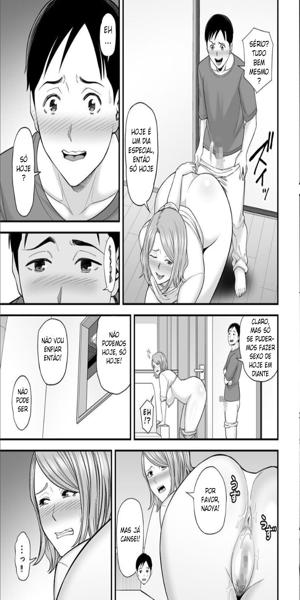 SÉRIO?
TUDO
BEM
MESMO
?
EH
...
HOJE É
UM DIA
ESPECIAL,
ENTÃO
SÓ HOJE
SÓ
HOJE
?
CLARO,
MAS SÓ
SE PUDER-
MOS FAZER
SEXO DE
HOJE EM
DIANTE.
EH
!?
NÃO
PODEMOS
HOJE, SÓ
HOJE!
NÃO VOU
ENFIAR
ENTÃO!
NÃO
PODE
SER
POR
FAVOR,
NAOYA!
MAS JÁ
CANSEI!
...っ!